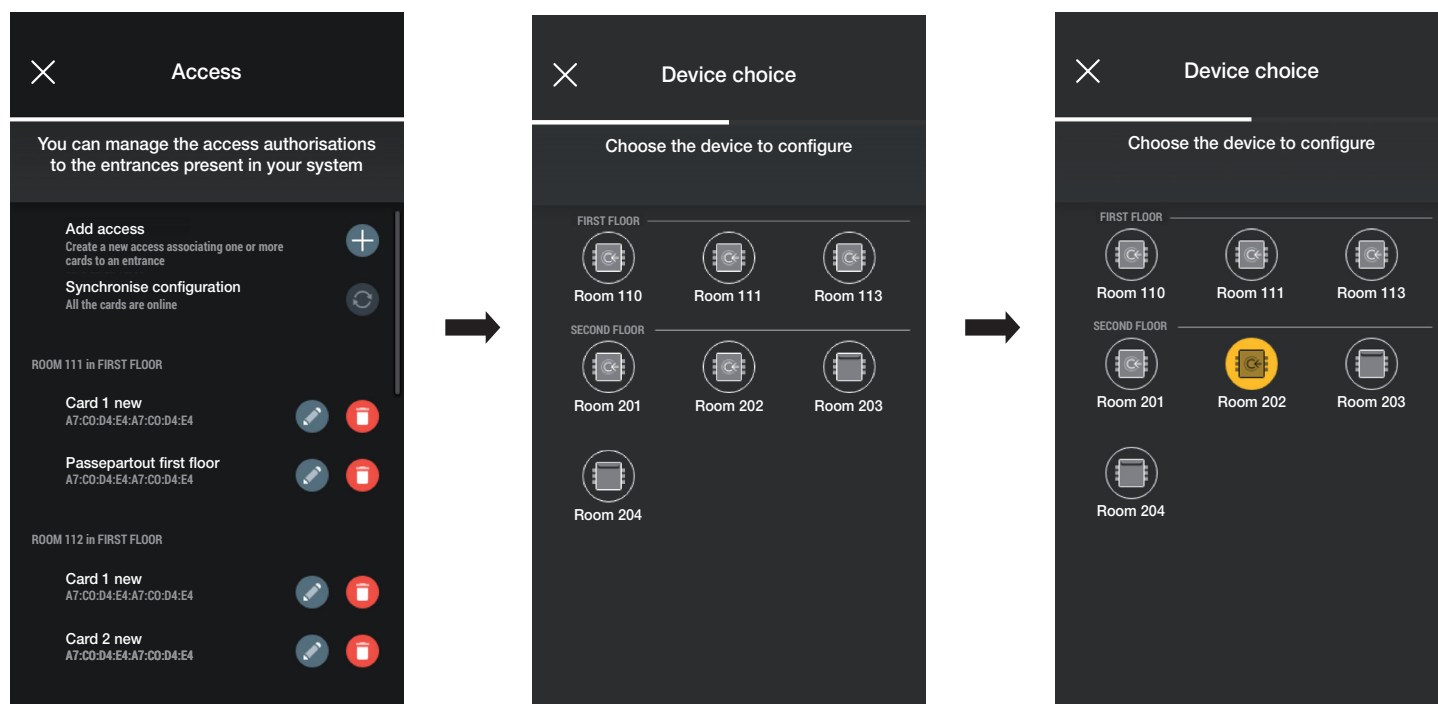 Access
You can manage the access authorisations
to the entrances present in your system
Add access
Create a new access associating one or more
cards to an entrance
Synchronise configuration
All the cards are online
ROOM 111 in FIRST FLOOR
Card 1 new
A7:C0:D4:E4:A7:C0:D4:E4
Passepartout first floor
A7:C0:D4:E4:A7:C0:D4:E4
ROOM 112 in FIRST FLOOR
Card 1 new
A7:C0:D4:E4:A7:C0:D4:E4
Card 2 new
A7:C0:D4:E4:A7:C0:D4:E4
Device choice
Choose the device to configure
FIRST FLOOR
Room 110 Room 111 Room 113
SECOND FLOOR
Room 201 Room 202 Room 203
Room 204
Device choice
Choose the device to configure
FIRST FLOOR
Room 110 Room 111 Room 113
SECOND FLOOR
Room 201 Room 202 Room 203
Room 204